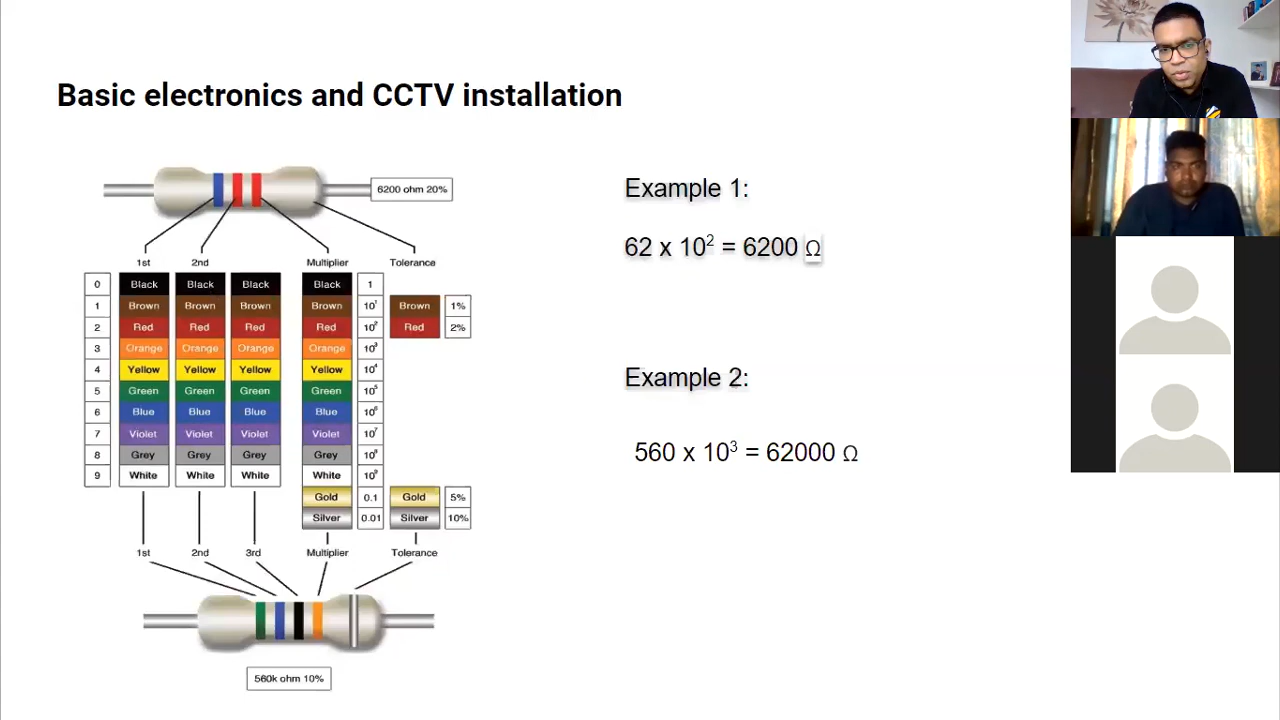 Basic electronics and CCTV installation
6200 ohm 20%
1st 2nd Multiplier Tolerance
0 Black Black Black Black 1
1 Brown Brown Brown Brown 10¹ Brown 1%
2 Red Red Red Red 10² Red 2%
3 Orange Orange Orange Orange 10³
4 Yellow Yellow Yellow Yellow 10⁴
5 Green Green Green Green 10⁵
6 Blue Blue Blue Blue 10⁶
7 Violet Violet Violet Violet 10⁷
8 Grey Grey Grey Grey 10⁸
9 White White White White 10⁹
Gold 0.1 Gold 5%
Silver 0.01 Silver 10%
1st 2nd 3rd Multiplier Tolerance
560k ohm 10%
Example 1:
62 x 10² = 6200 Ω
Example 2:
560 x 10³ = 62000 Ω